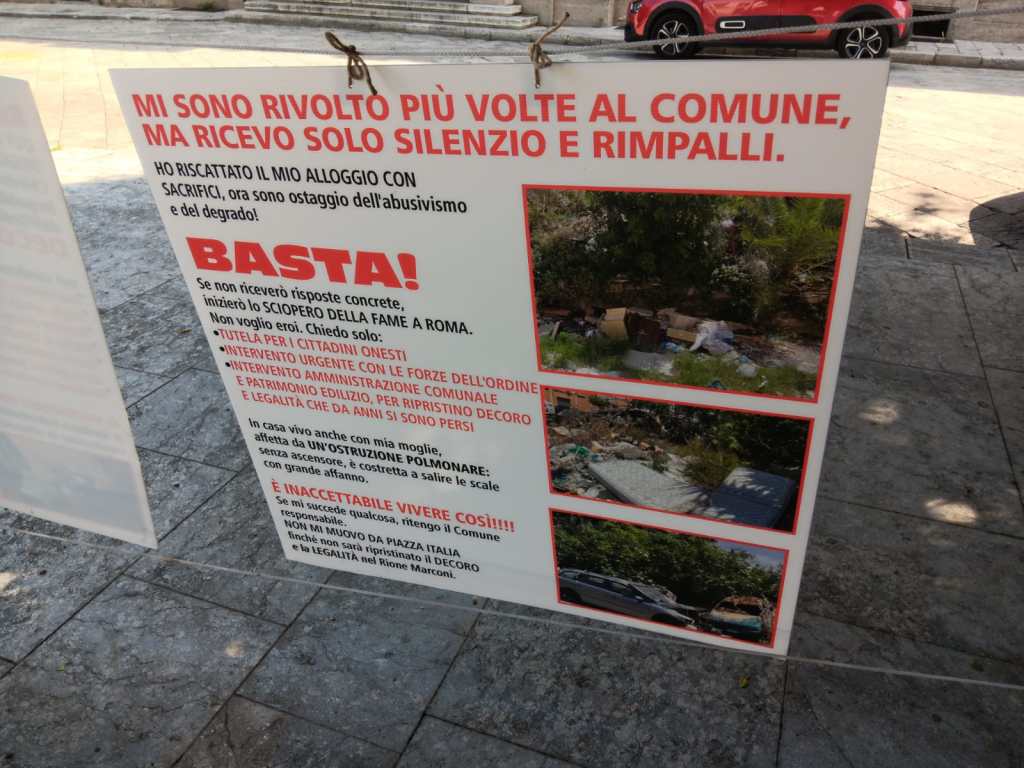 MI SONO RIVOLTO PIÙ VOLTE AL COMUNE,
MA RICEVO SOLO SILENZIO E RIMPALLI.
HO RISCATTATO IL MIO ALLOGGIO CON
SACRIFICI, ora sono ostaggio dell'abusivismo
e del degrado!
BASTA!
Se non riceverò risposte concrete,
inizierò lo SCIOPERO DELLA FAME A ROMA.
Non voglio eroi. Chiedo solo:
•TUTELA PER I CITTADINI ONESTI
•INTERVENTO URGENTE CON LE FORZE DELL'ORDINE
•INTERVENTO AMMINISTRAZIONE COMUNALE
E PATRIMONIO EDILIZIO, PER RIPRISTINO DECORO
E LEGALITÀ CHE DA ANNI SI SONO PERSI
In casa vivo anche con mia moglie,
affetta da UN'OSTRUZIONE POLMONARE:
senza ascensore, è costretta a salire le scale
con grande affanno.
È INACCETTABILE VIVERE COSÌ!!!!
Se mi succede qualcosa, ritengo il Comune
responsabile.
NON MI MUOVO DA PIAZZA ITALIA
finché non sarà ripristinato il DECORO
e la LEGALITÀ nel Rione Marconi.